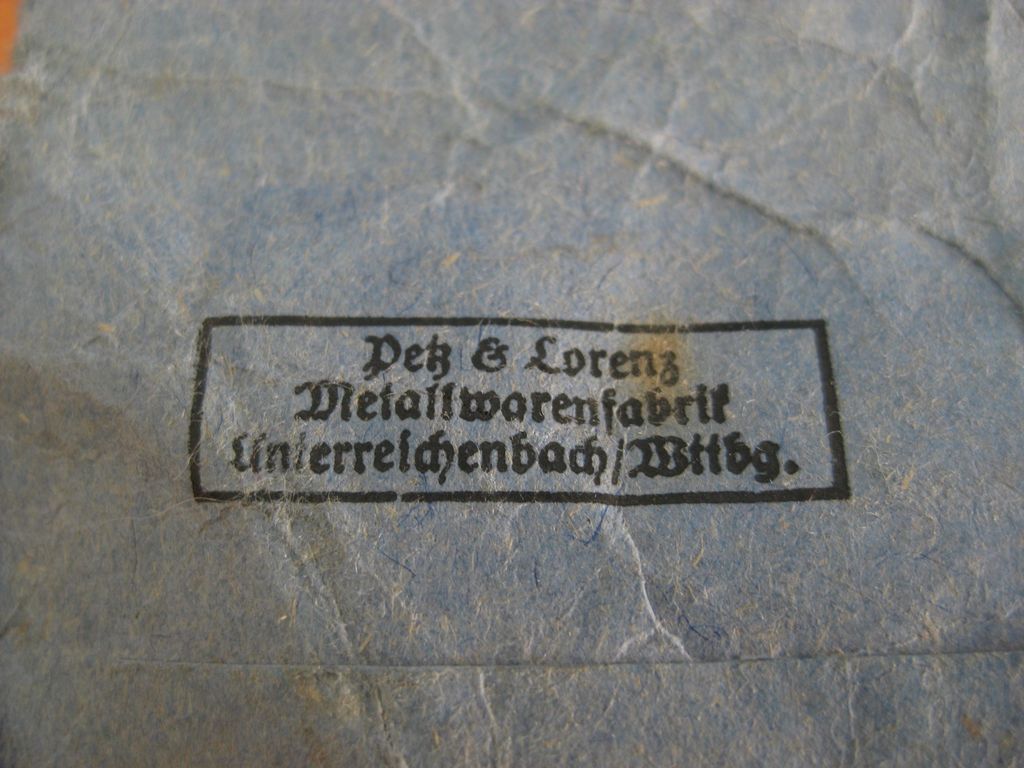 Petz & Lorenz
Metallwarenfabrik
Unterreichenbach/Wttbg.